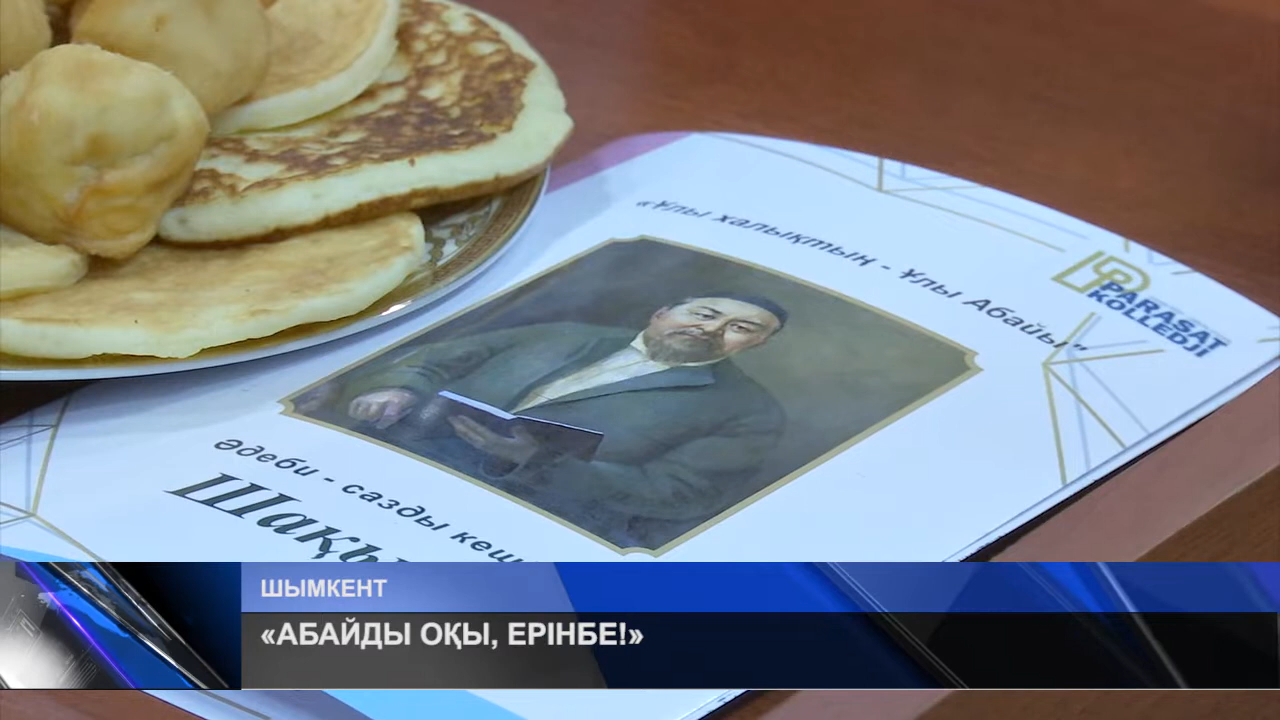 «Ұлы халықтың - Ұлы Абайы"
PARASAT
KOLLEDJI
Әдеби - сазды кеш
ШЫМКЕНТ
«АБАЙДЫ ОҚЫ, ЕРІНБЕ!»